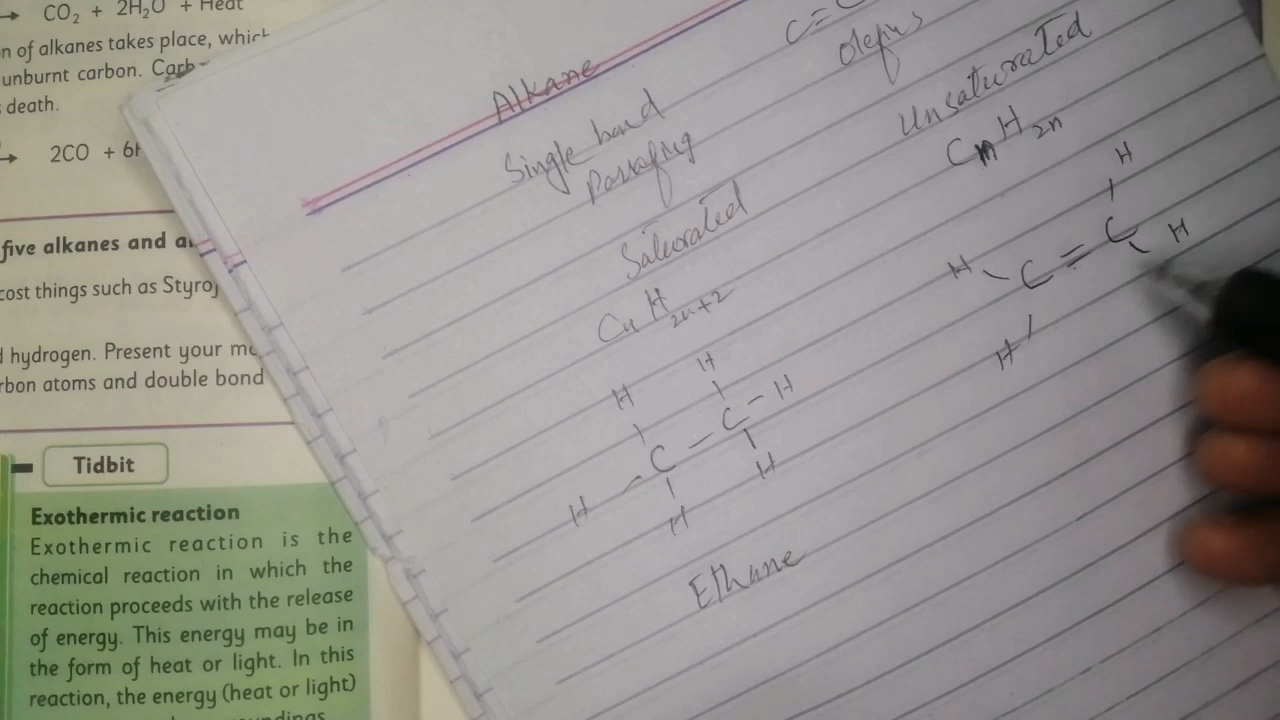 → CO₂ + 2H₂O + Heat
n of alkanes takes place, which
unburnt carbon. Carb
death.
→ 2CO + 6H
five alkanes and a
cost things such as Styrof
d hydrogen. Present your mo
rbon atoms and double bond
Tidbit
Exothermic reaction
Exothermic reaction is the
chemical reaction in which the
reaction proceeds with the release
of energy. This energy may be in
the form of heat or light. In this
reaction, the energy (heat or light)
Alkane
Single bond
Saturated
CnH2n+2
H H
H – C – C – H
H H
Ethane
C =
Olefins
Unsaturated
CnH2n
H
H C = C H
H